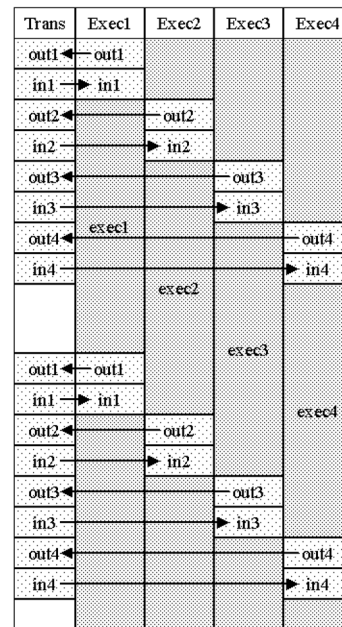 Trans Exec1 Exec2 Exec3 Exec4
out1 out1
in1 in1
out2 out2
in2 in2
out3 out3
in3 in3
exec1
out4 out4
in4 in4
exec2
exec3
out1 out1
in1 in1
exec4
out2 out2
in2 in2
out3 out3
in3 in3
out4 out4
in4 in4